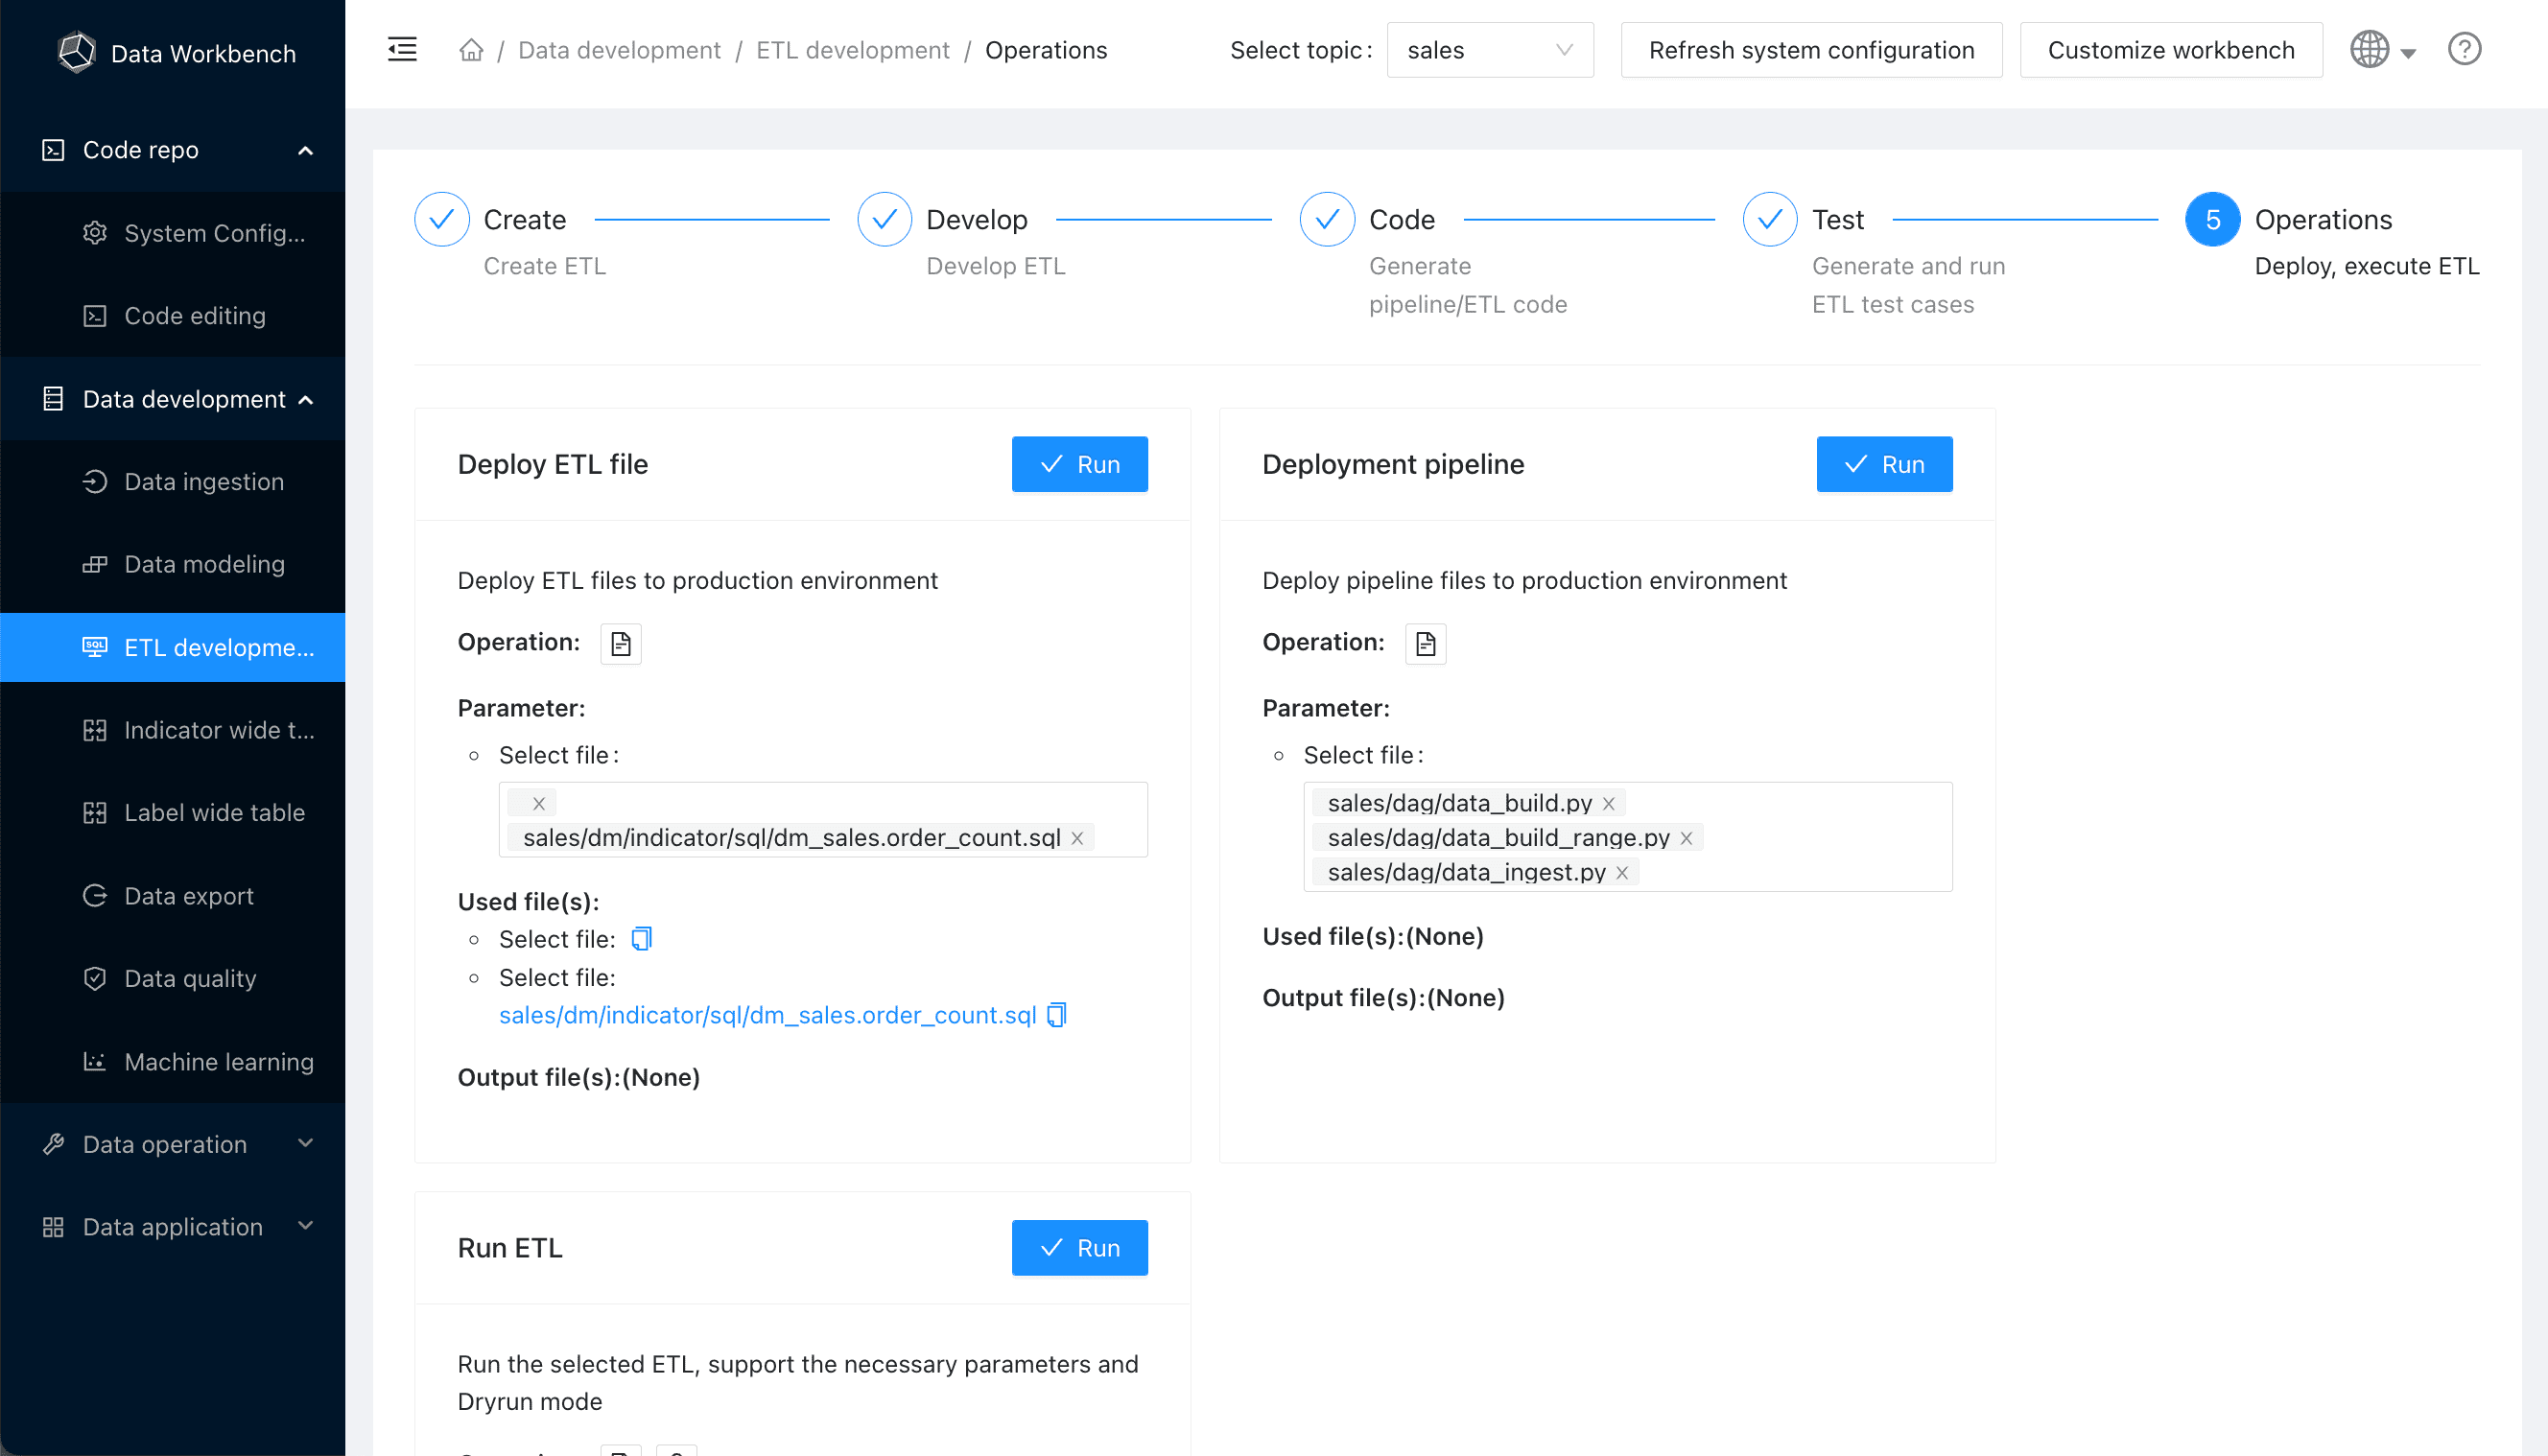 Data Workbench
/ Data development / ETL development / Operations
Select topic: sales
Refresh system configuration
Customize workbench
Code repo
System Config...
Code editing
Data development
Data ingestion
Data modeling
SQL ETL developme...
Indicator wide t...
Label wide table
Data export
Data quality
Machine learning
Data operation
Data application
Create
Create ETL
Develop
Develop ETL
Code
Generate
pipeline/ETL code
Test
Generate and run
ETL test cases
5 Operations
Deploy, execute ETL
Deploy ETL file
Run
Deploy ETL files to production environment
Operation:
Parameter:
Select file:
sales/dm/indicator/sql/dm_sales.order_count.sql
Used file(s):
Select file:
Select file:
sales/dm/indicator/sql/dm_sales.order_count.sql
Output file(s):(None)
Deployment pipeline
Run
Deploy pipeline files to production environment
Operation:
Parameter:
Select file:
sales/dag/data_build.py
sales/dag/data_build_range.py
sales/dag/data_ingest.py
Used file(s):(None)
Output file(s):(None)
Run ETL
Run
Run the selected ETL, support the necessary parameters and
Dryrun mode